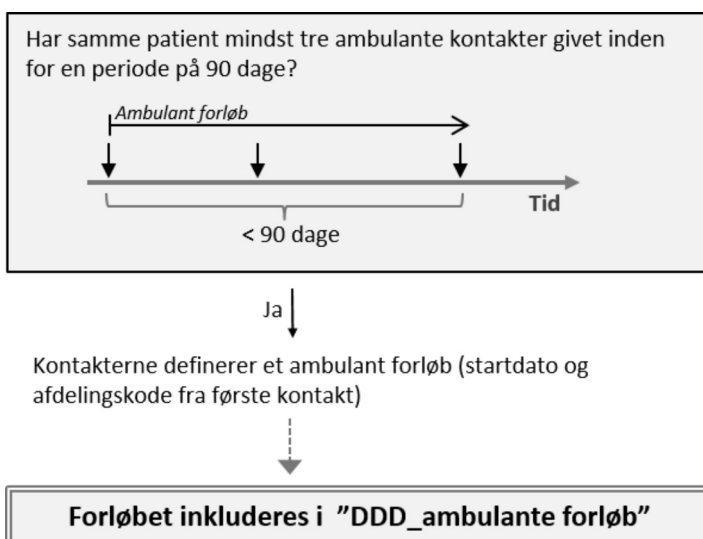 Har samme patient mindst tre ambulante kontakter givet inden
for en periode på 90 dage?
Ambulant forløb
Tid
< 90 dage
Ja
Kontakterne definerer et ambulant forløb (startdato og
afdelingskode fra første kontakt)
Forløbet inkluderes i ”DDD_ambulante forløb”